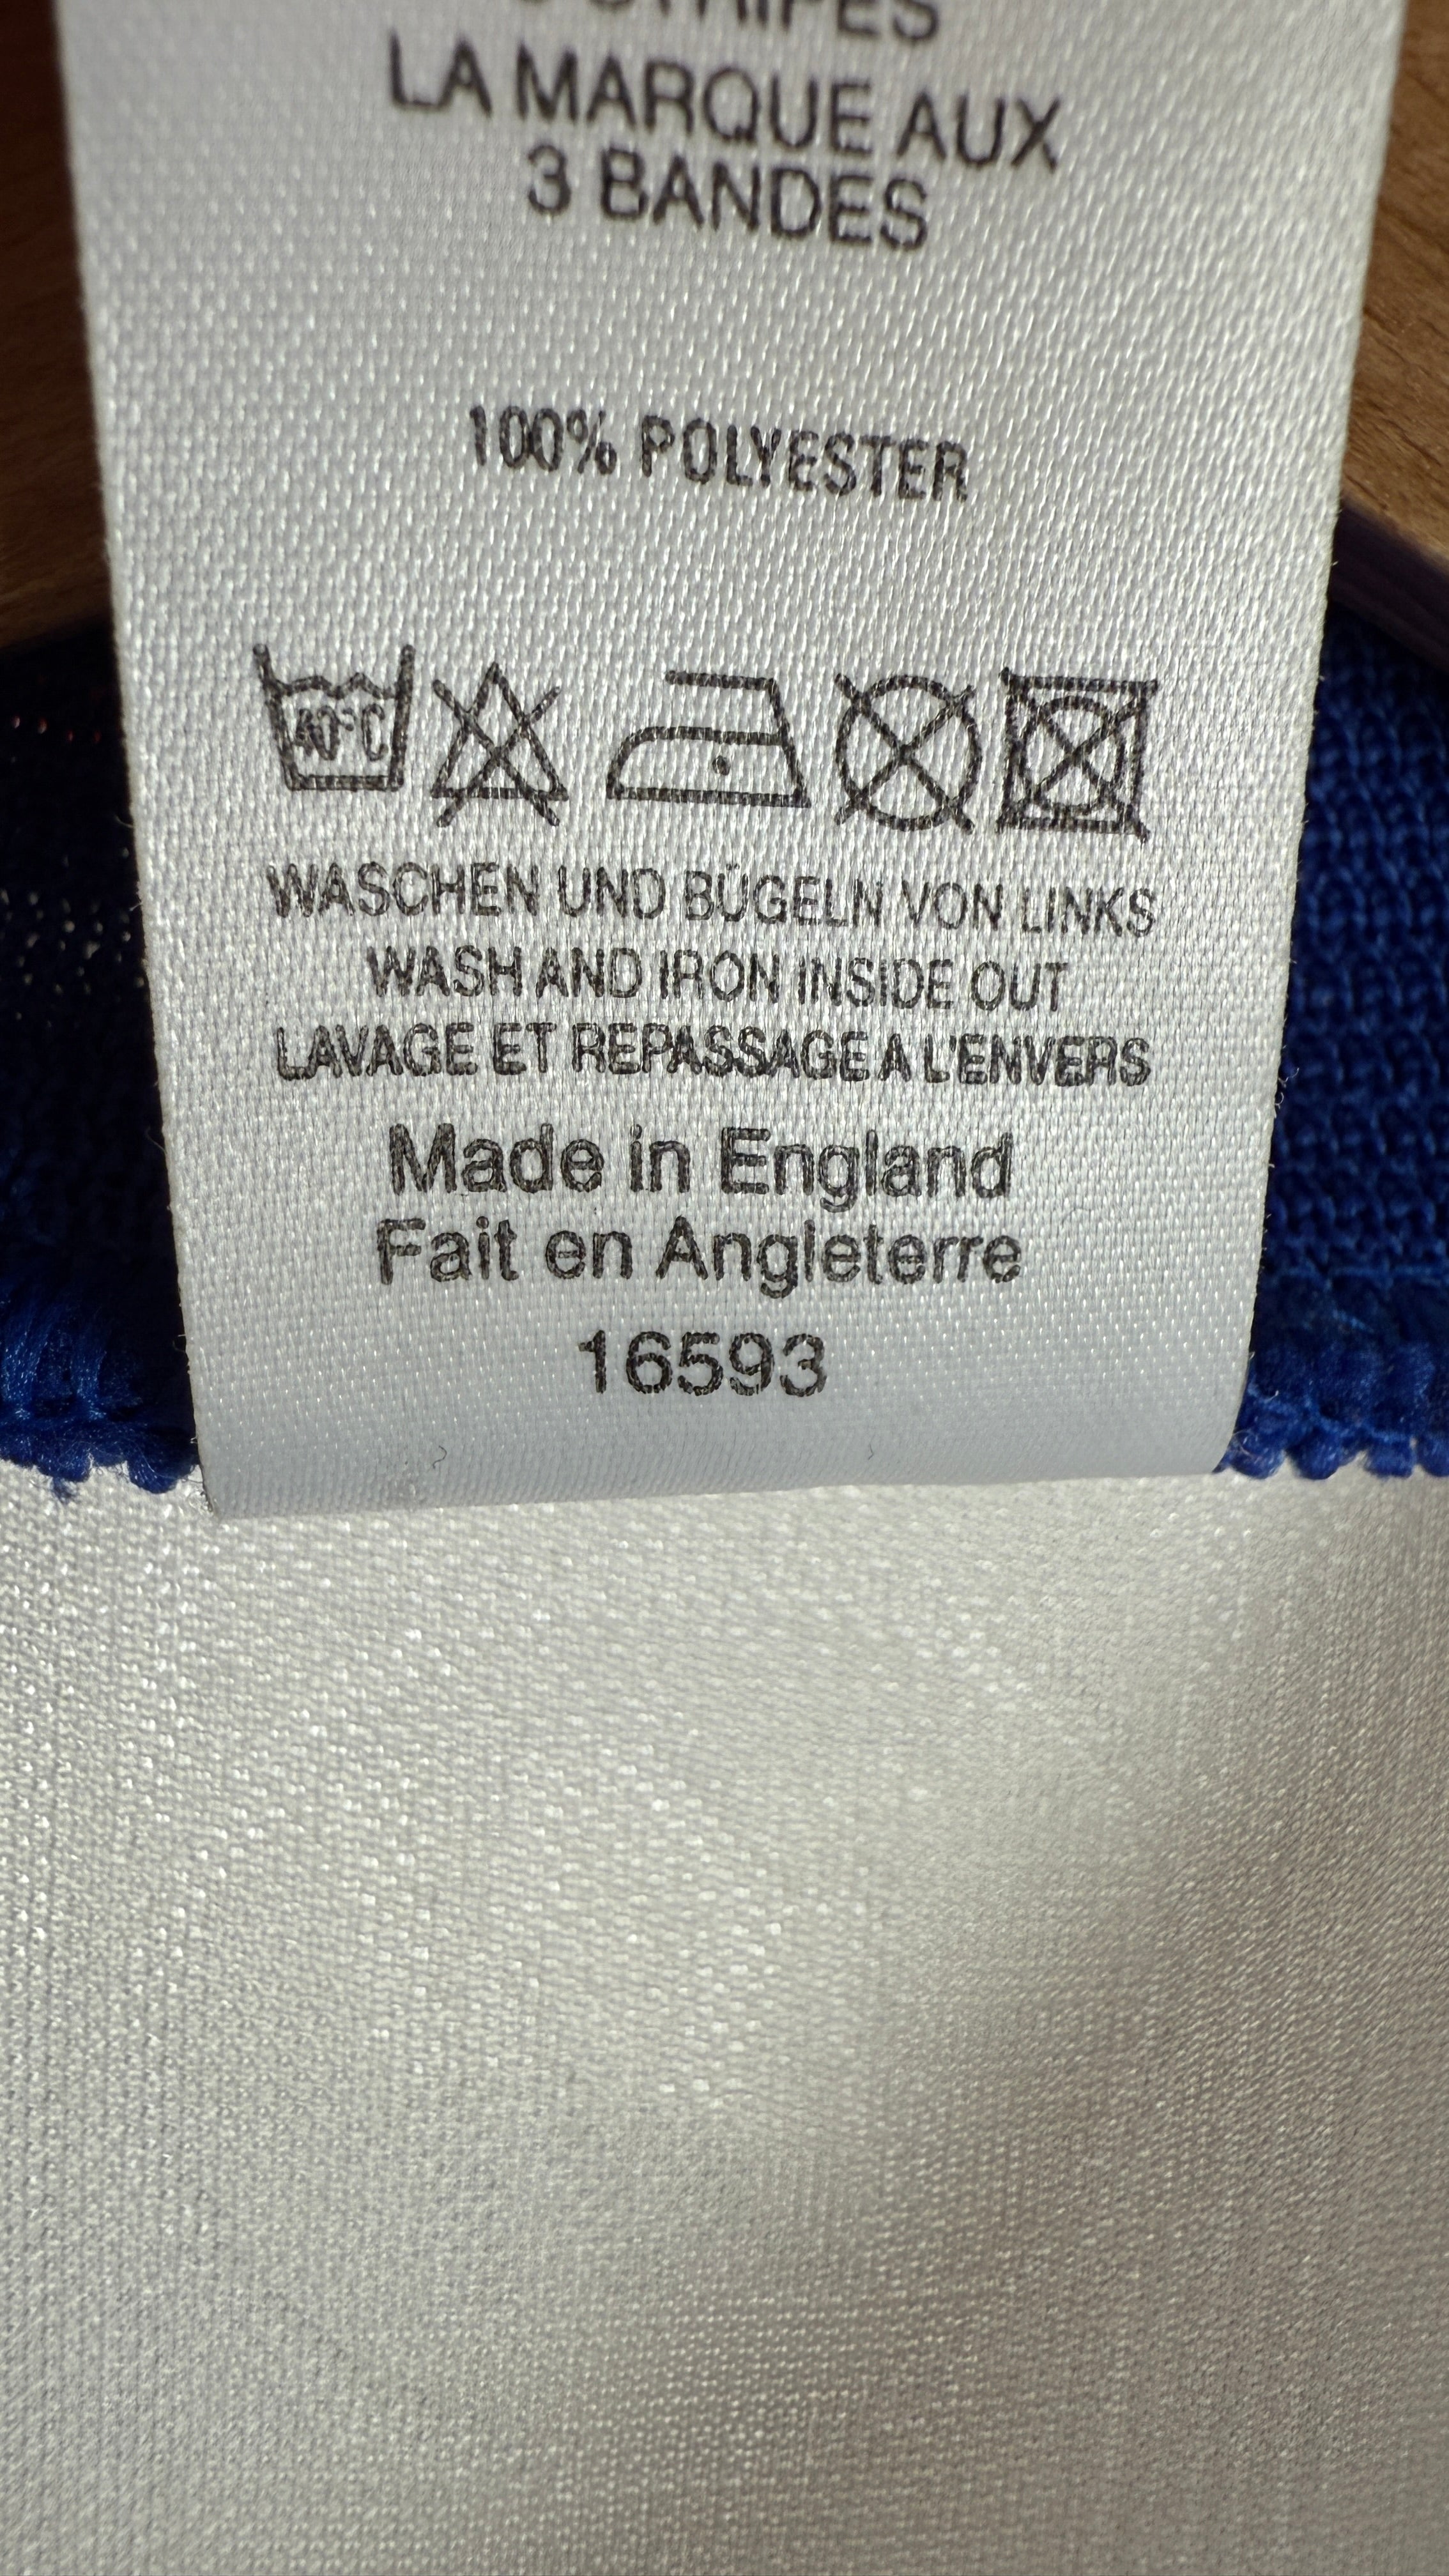 STRIPES
LA MARQUE AUX
3 BANDES
100% POLYESTER
40°C
WASCHEN UND BÜGELN VON LINKS
WASH AND IRON INSIDE OUT
LAVAGE ET REPASSAGE A L'ENVERS
Made in England
Fait en Angleterre
16593